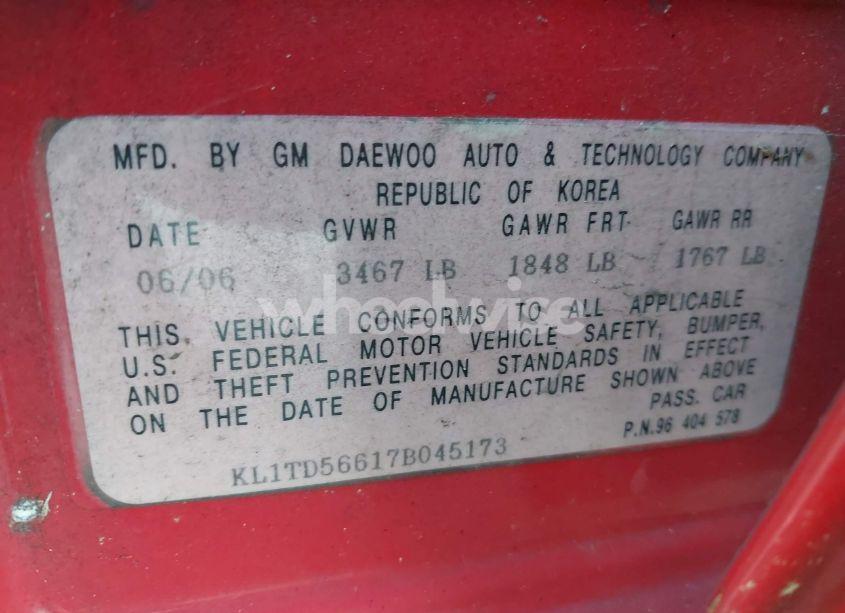 MFD. BY GM DAEWOO AUTO & TECHNOLOGY COMPANY
REPUBLIC OF KOREA
DATE GVWR GAWR FRT GAWR RR
06/06 3467 LB 1848 LB 1767 LB
wheelwise
THIS VEHICLE CONFORMS TO ALL APPLICABLE
U.S. FEDERAL MOTOR VEHICLE SAFETY, BUMPER,
AND THEFT PREVENTION STANDARDS IN EFFECT
ON THE DATE OF MANUFACTURE SHOWN ABOVE
PASS. CAR
KL1TD56617B045173
P.N.96 404 578